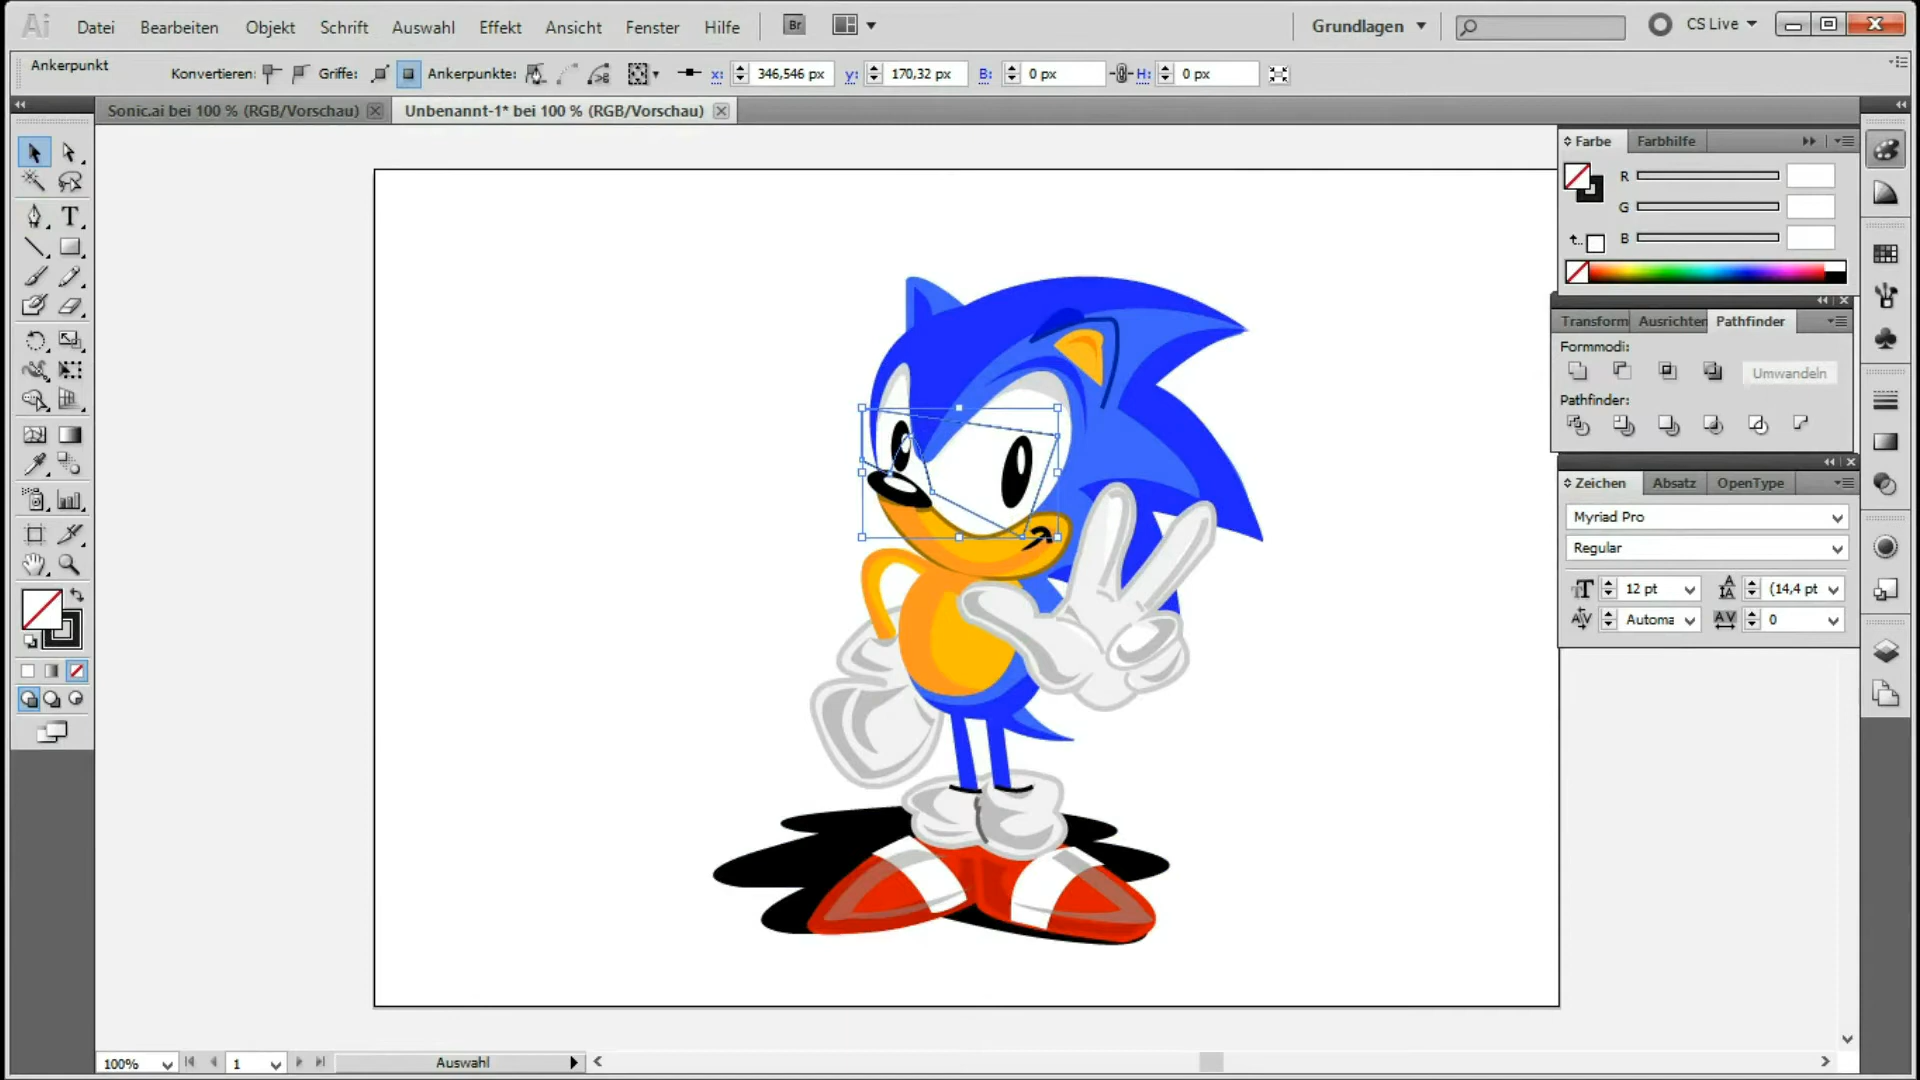 Ai Datei Bearbeiten Objekt Schrift Auswahl Effekt Ansicht Fenster Hilfe Br Grundlagen CS Live
Ankerpunkt Konvertieren: Griffe: Ankerpunkte: x: 346,546 px y: 170,32 px B: 0 px H: 0 px
Sonic.ai bei 100 % (RGB/Vorschau) Unbenannt-1* bei 100 % (RGB/Vorschau)
Farbe Farbhilfe
R
G
B
Transform Ausrichten Pathfinder
Formmodi:
Umwandeln
Pathfinder:
Zeichen Absatz OpenType
Myriad Pro
Regular
12 pt (14,4 pt
Automa 0
100% 1 Auswahl